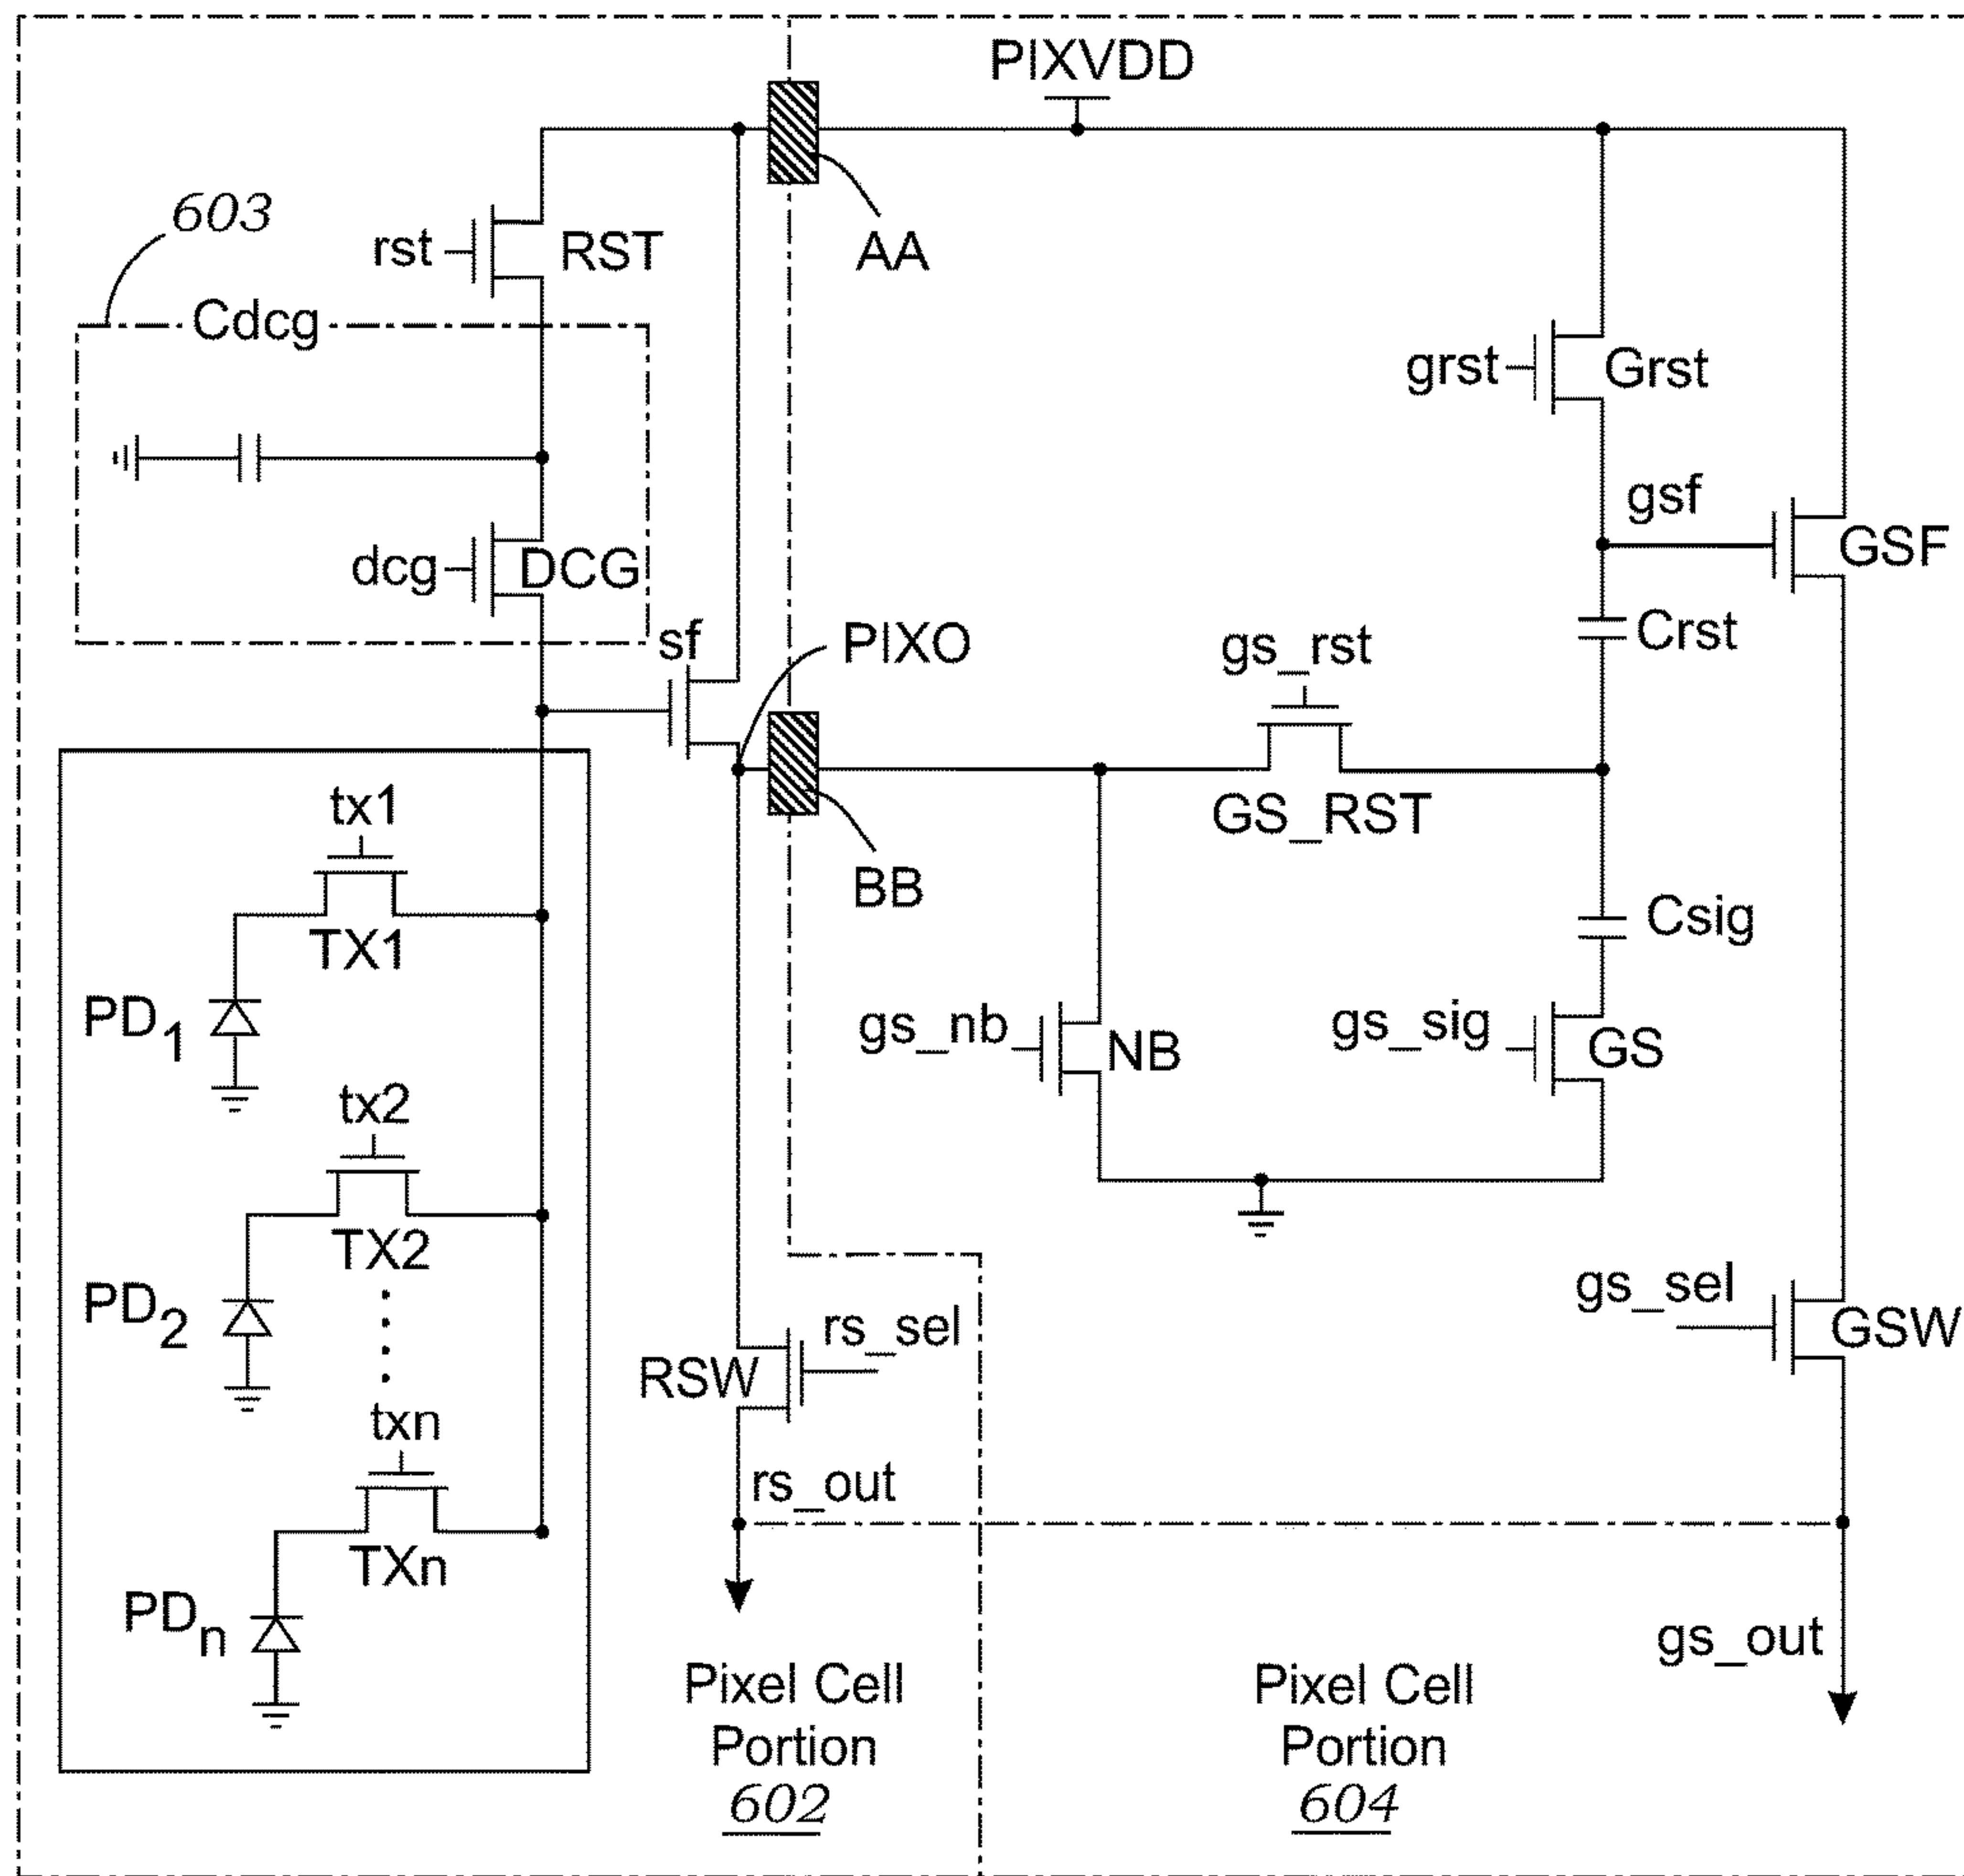 PIXVDD
603
rst
RST
AA
Cdcg
grst
Grst
gsf
GSF
dcg
DCG
sf
PIXO
gs_rst
Crst
tx1
GS_RST
TX1
BB
Csig
PD1
gs_nb
NB
gs_sig
GS
tx2
TX2
PD2
gs_sel
GSW
rs_sel
RSW
txn
rs_out
TXn
PDn
gs_out
Pixel Cell
Portion
602
Pixel Cell
Portion
604